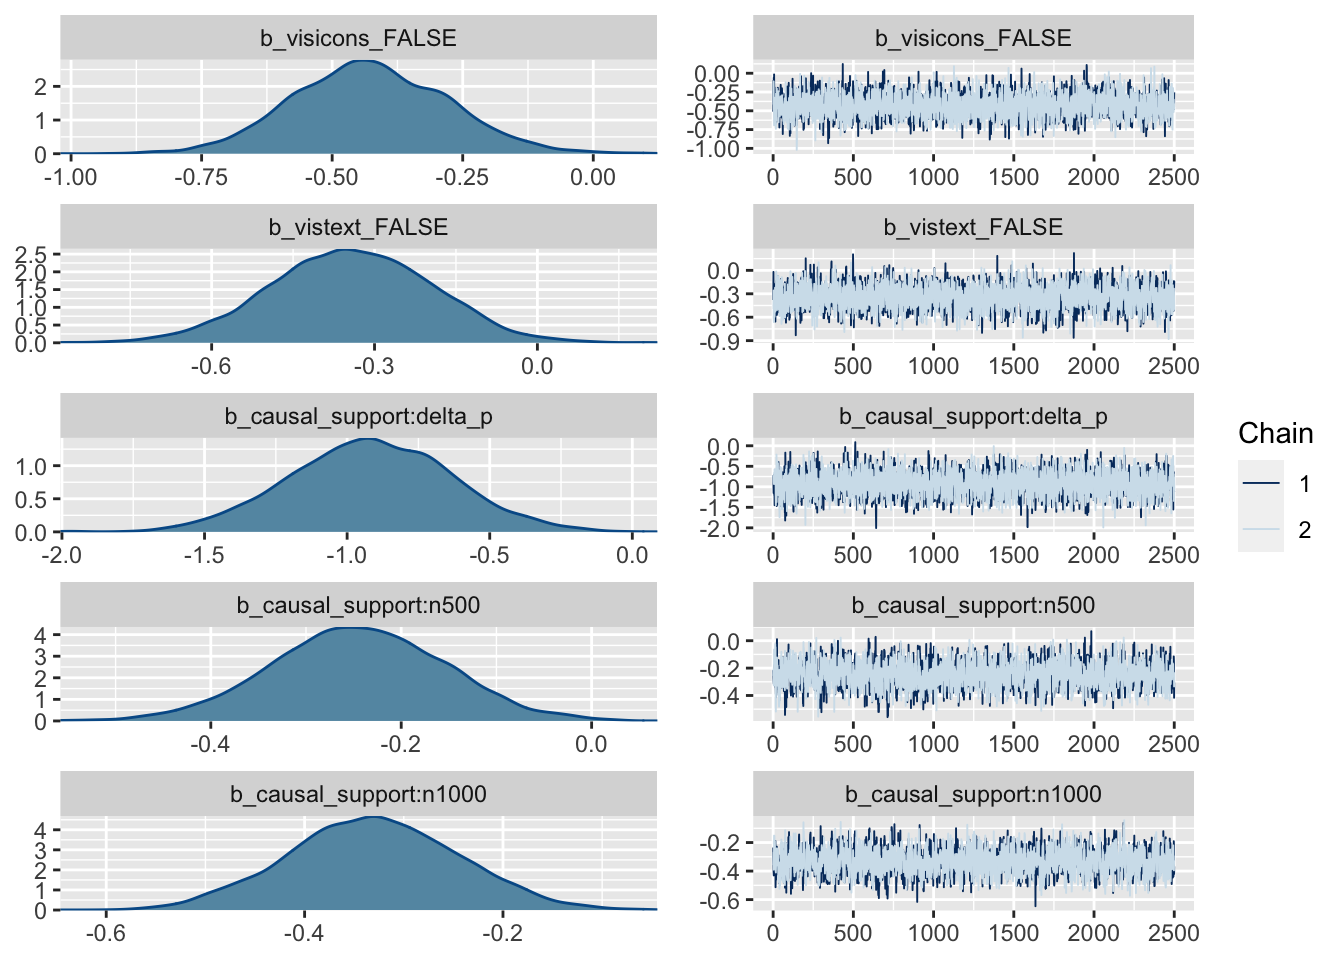 b_visicons_FALSE
2
1
0
-1.00 -0.75 -0.50 -0.25 0.00
b_visicons_FALSE
0.00
-0.25
-0.50
-0.75
-1.00
0 500 1000 1500 2000 2500
b_vistext_FALSE
2.5
2.0
1.5
1.0
0.5
0.0
-0.6 -0.3 0.0
b_vistext_FALSE
0.0
-0.3
-0.6
-0.9
0 500 1000 1500 2000 2500
b_causal_support:delta_p
1.0
0.5
0.0
-2.0 -1.5 -1.0 -0.5 0.0
b_causal_support:delta_p
0.0
-0.5
-1.0
-1.5
-2.0
0 500 1000 1500 2000 2500
b_causal_support:n500
4
3
2
1
0
-0.4 -0.2 0.0
b_causal_support:n500
0.0
-0.2
-0.4
0 500 1000 1500 2000 2500
b_causal_support:n1000
4
3
2
1
0
-0.6 -0.4 -0.2
b_causal_support:n1000
-0.2
-0.4
-0.6
0 500 1000 1500 2000 2500
Chain
1
2